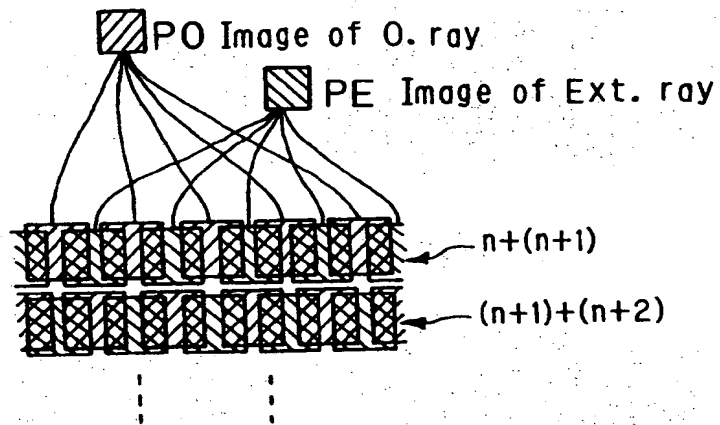 PO Image of O. ray
PE Image of Ext. ray
n+(n+1)
(n+1)+(n+2)